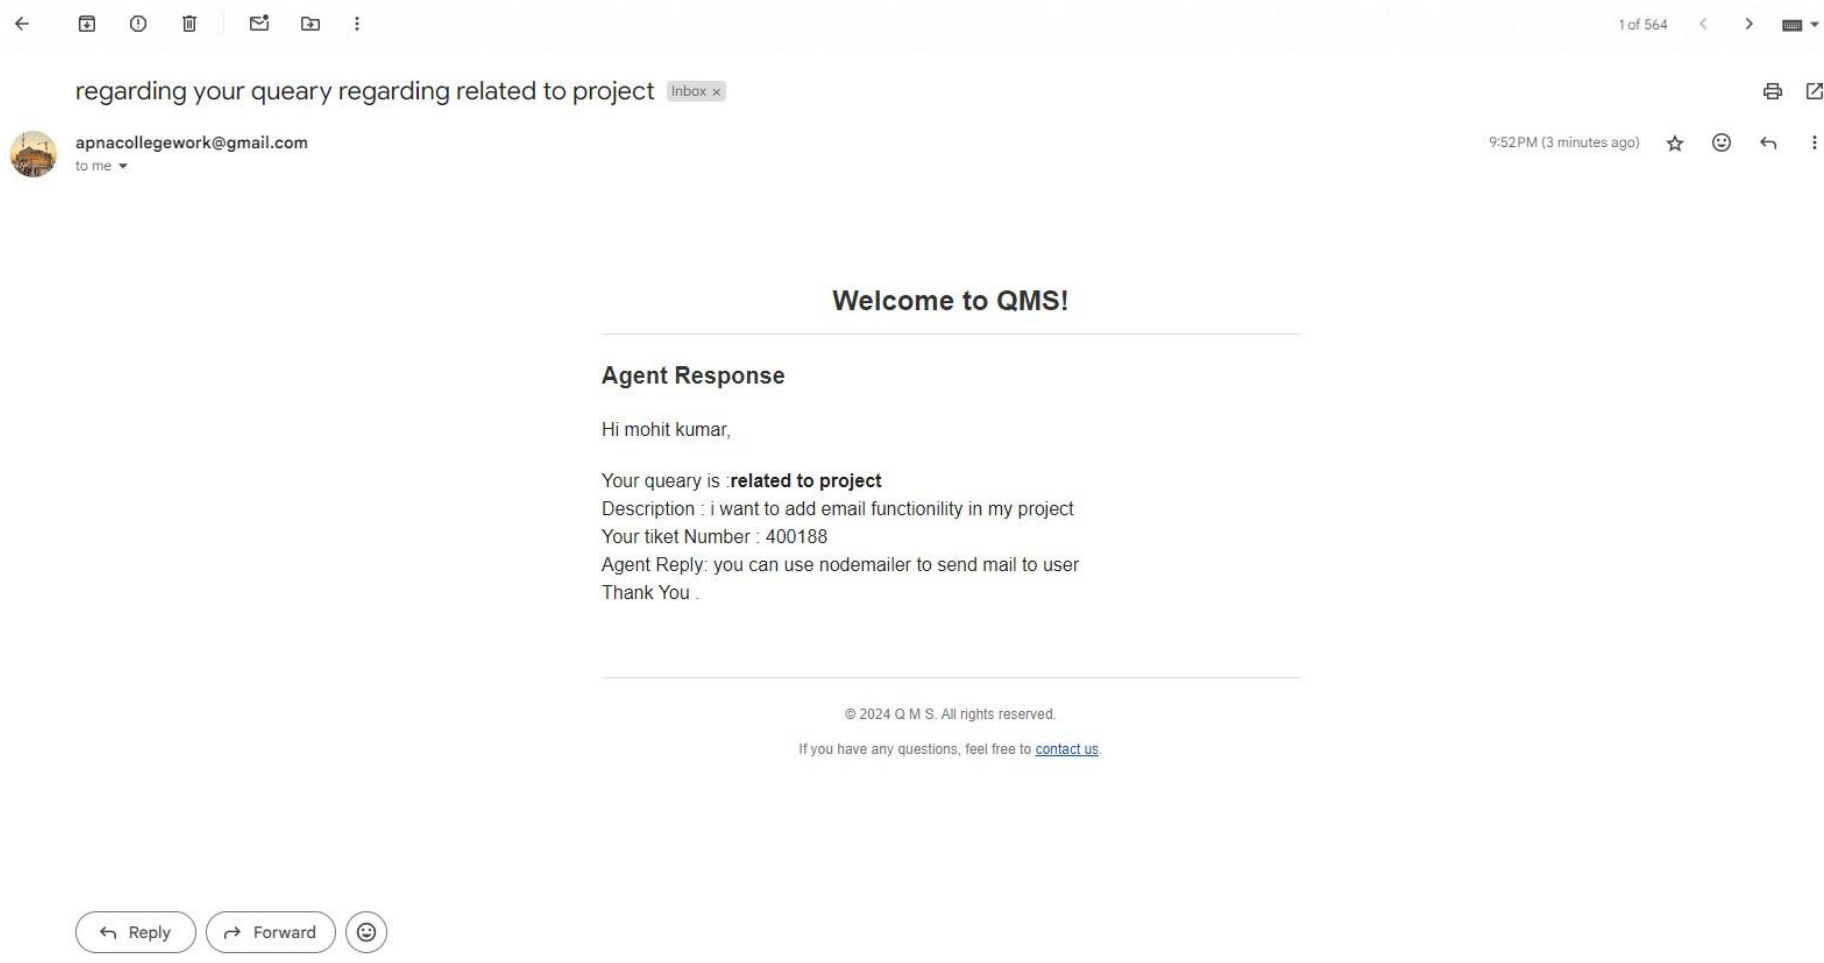 1 of 564
regarding your queary regarding related to project Inbox x
apnacollegework@gmail.com
9:52 PM (3 minutes ago)
to me
Welcome to QMS!
Agent Response
Hi mohit kumar,
Your queary is :related to project
Description : i want to add email functionility in my project
Your tiket Number : 400188
Agent Reply: you can use nodemailer to send mail to user
Thank You .
© 2024 Q M S. All rights reserved.
If you have any questions, feel free to contact us.
Reply Forward